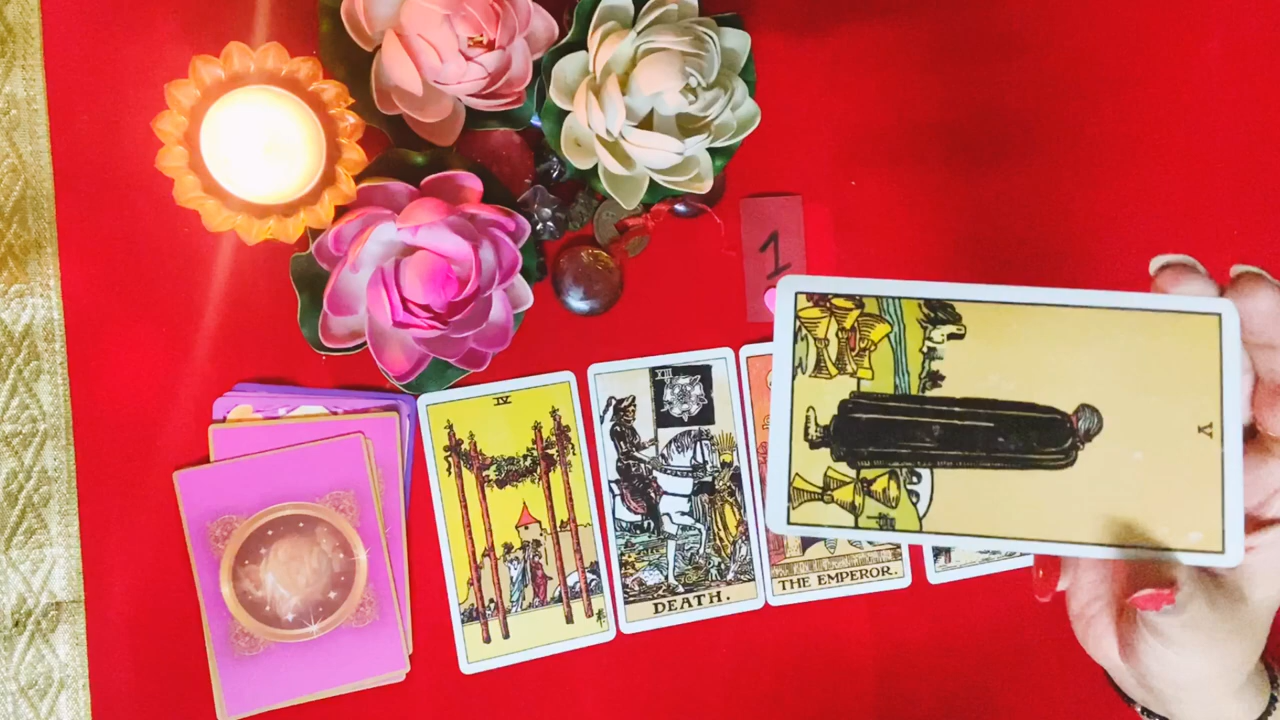 1
IV
XIII
DEATH.
THE EMPEROR.
V